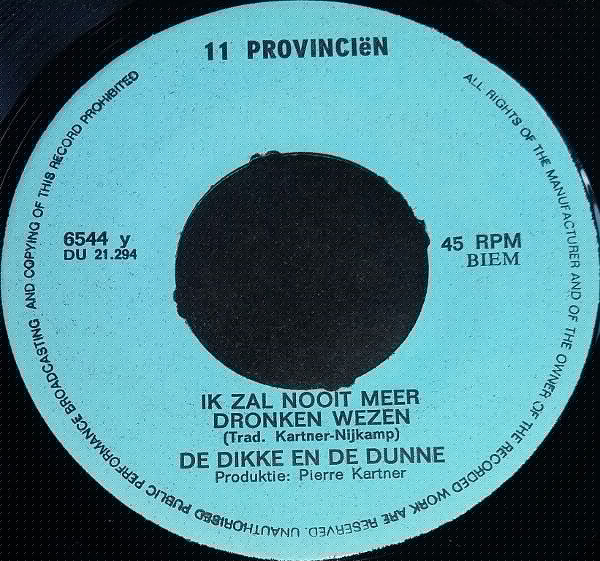 11 PROVINCIëN
ALL RIGHTS OF THE MANUFACTURER AND OF THE OWNER OF THE RECORDED WORK ARE RESERVED. UNAUTHORISED PUBLIC PERFORMANCE BROADCASTING AND COPYING OF THIS RECORD PROHIBITED
6544 y
DU 21.294
45 RPM
BIEM
IK ZAL NOOIT MEER
DRONKEN WEZEN
(Trad. Kartner-Nijkamp)
DE DIKKE EN DE DUNNE
Produktie: Pierre Kartner